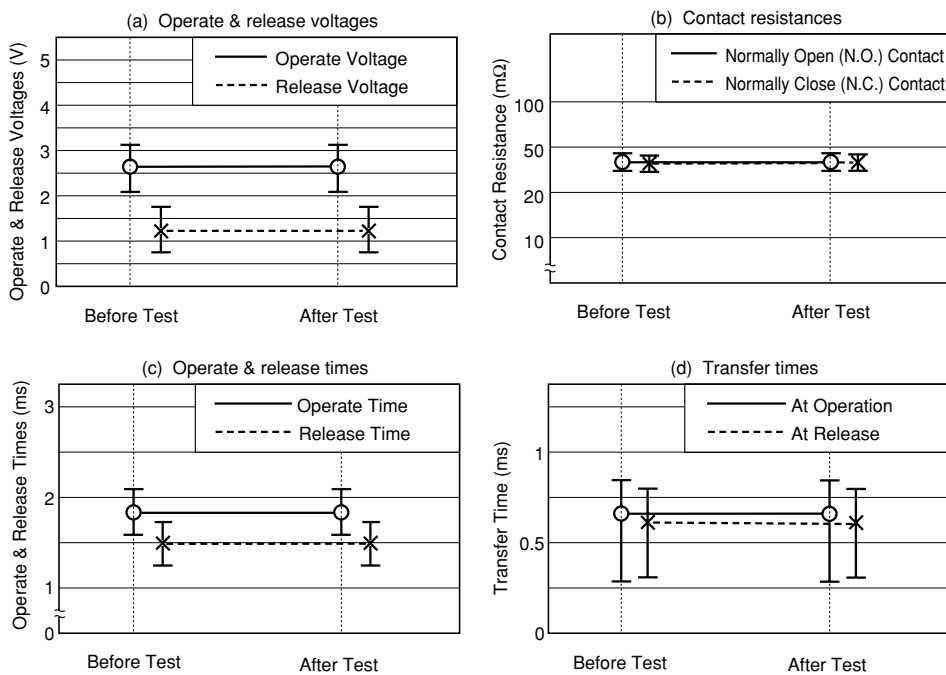 (a) Operate & release voltages
Operate & Release Voltages (V)
5
4
3
2
1
0
Operate Voltage
Release Voltage
Before Test
After Test
(b) Contact resistances
Contact Resistance (mΩ)
100
50
20
10
Normally Open (N.O.) Contact
Normally Close (N.C.) Contact
Before Test
After Test
(c) Operate & release times
Operate & Release Times (ms)
3
2
1
0
Operate Time
Release Time
Before Test
After Test
(d) Transfer times
Transfer Time (ms)
1
0.5
0
At Operation
At Release
Before Test
After Test